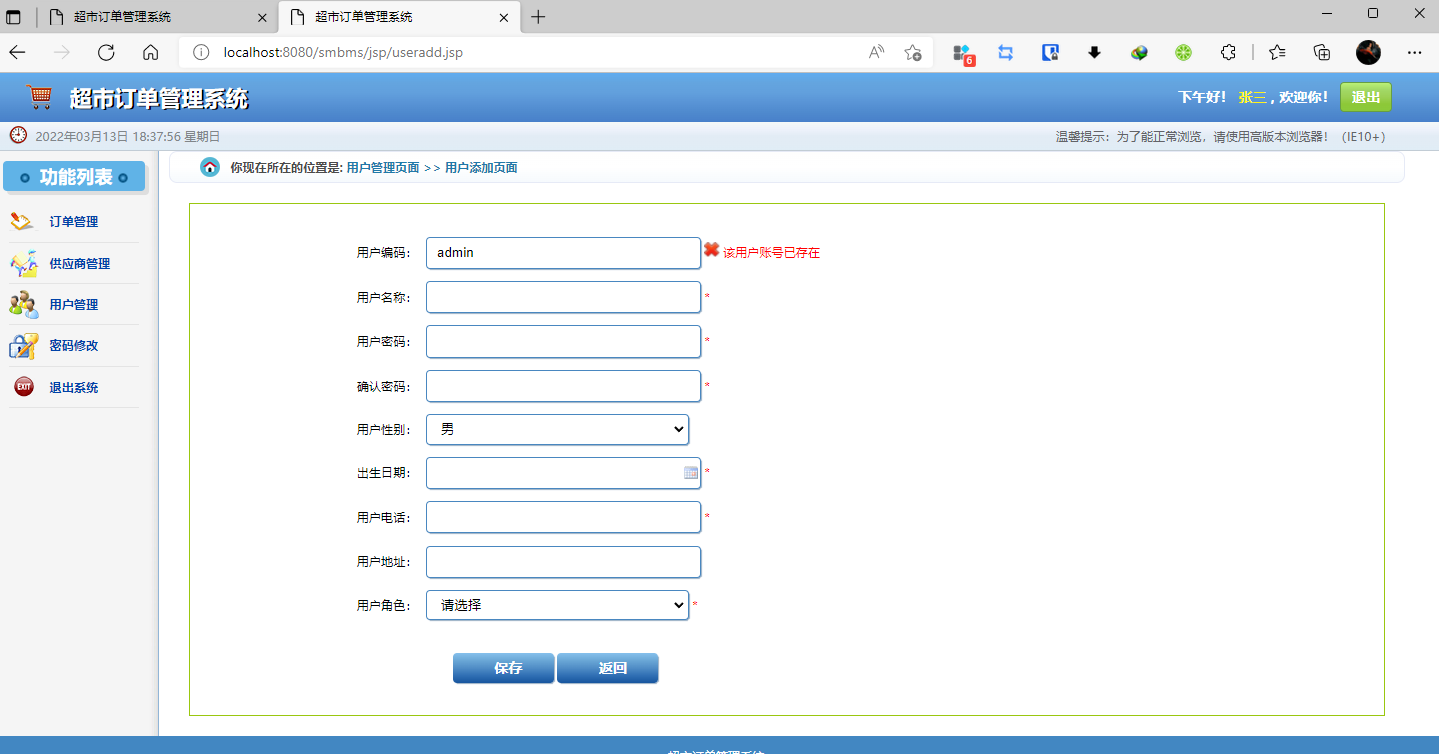 超市订单管理系统
超市订单管理系统
localhost:8080/smbms/jsp/useradd.jsp
6
超市订单管理系统
下午好！ 张三 , 欢迎你！ 退出
2022年03月13日 18:37:56 星期日
温馨提示：为了能正常浏览，请使用高版本浏览器！（IE10+）
功能列表
订单管理
供应商管理
用户管理
密码修改
EXIT 退出系统
你现在所在的位置是: 用户管理页面 >> 用户添加页面
用户编码： admin 该用户账号已存在
用户名称： *
用户密码： *
确认密码： *
用户性别： 男
出生日期： *
用户电话： *
用户地址：
用户角色： 请选择 *
保存 返回
超市订单管理系统